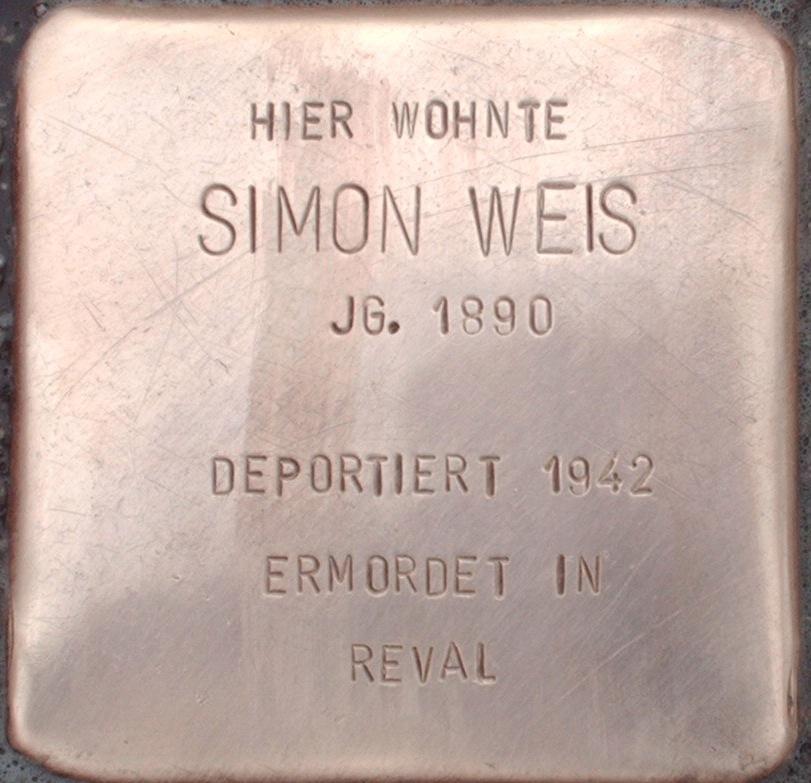 HIER WOHNTE
SIMON WEIS
JG. 1890
DEPORTIERT 1942
ERMORDET IN
REVAL